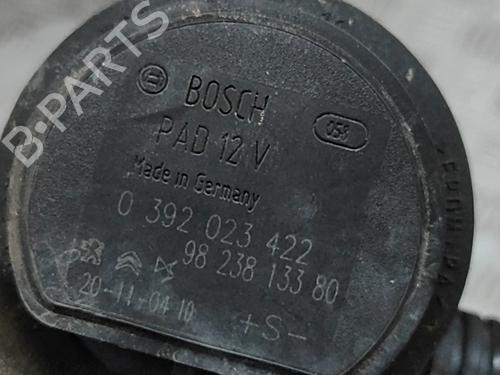 B-PARTS
BOSCH
058
PAD 12 V
Made in Germany
0 392 023 422
98 238 133 80
20-11-04 10
+S-